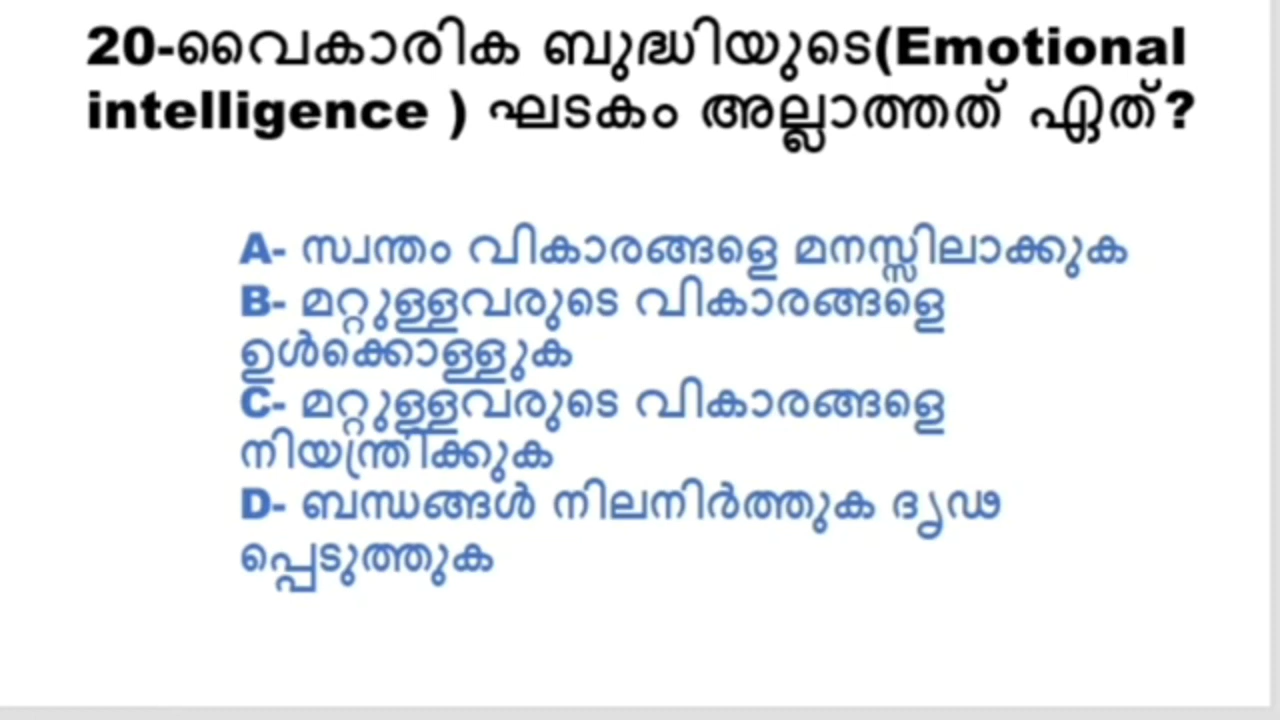 20-വൈകാരിക ബുദ്ധിയുടെ(Emotional
intelligence ) ഘടകം അല്ലാത്തത് ഏത്?
A- സ്വന്തം വികാരങ്ങളെ മനസ്സിലാക്കുക
B- മറ്റുള്ളവരുടെ വികാരങ്ങളെ
ഉൾക്കൊള്ളുക
C- മറ്റുള്ളവരുടെ വികാരങ്ങളെ
നിയന്ത്രിക്കുക
D- ബന്ധങ്ങൾ നിലനിർത്തുക ദൃഢ
പ്പെടുത്തുക